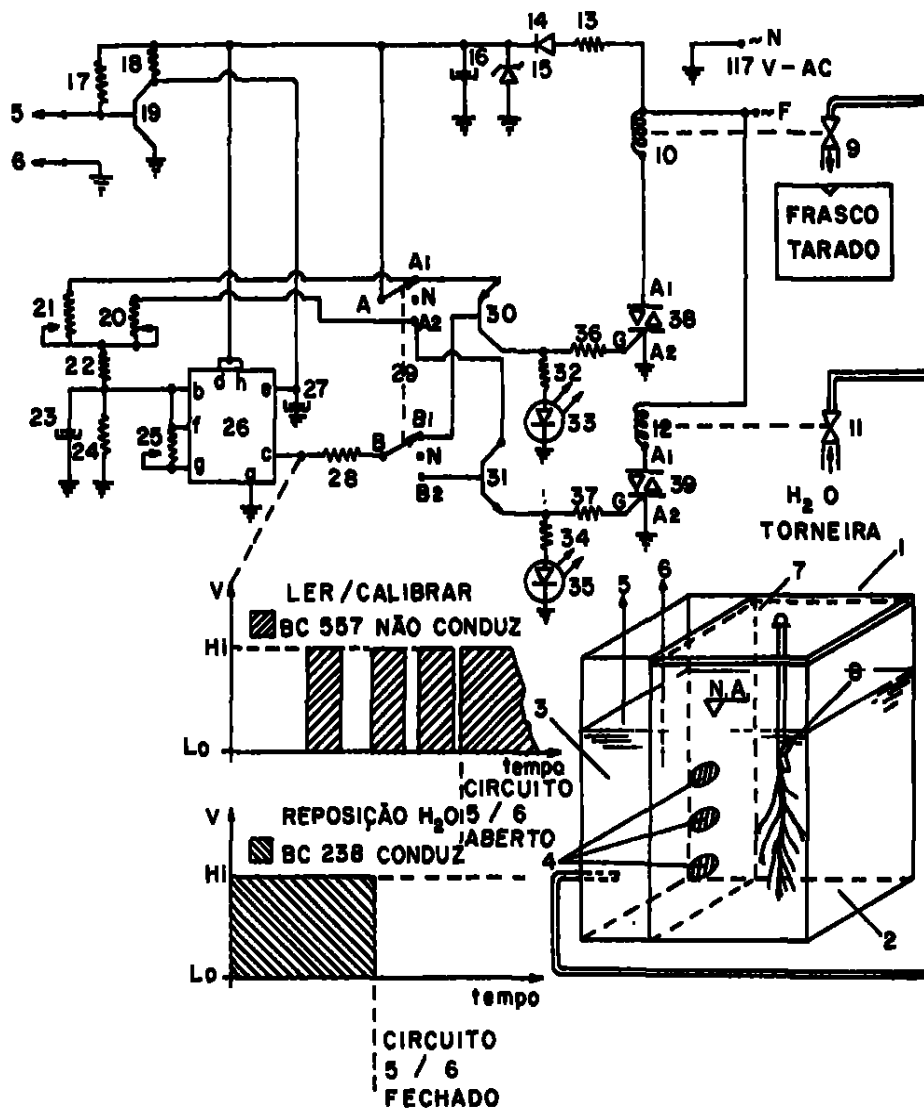 14 13
~N
117 V-AC
16
15
17 18
5
19
~F
6
10
9
FRASCO
TARADO
A1
A
N
A2
30
A1
38
21
20
36
G
A2
22
29
32
d h
b
e
27
23
26
f
33
12
11
24
25
B1
B
c
N
g
28
31
A1
39
B2
37
G
A2
a
H2O
TORNEIRA
34
35
1
5 6
7
V
LER/CALIBRAR
BC 557 NÃO CONDUZ
Hi
8
N.A.
3
Lo
tempo
CIRCUITO
5 / 6
ABERTO
V
REPOSIÇÃO H2O
BC 238 CONDUZ
4
Hi
2
Lo
tempo
CIRCUITO
5 / 6
FECHADO